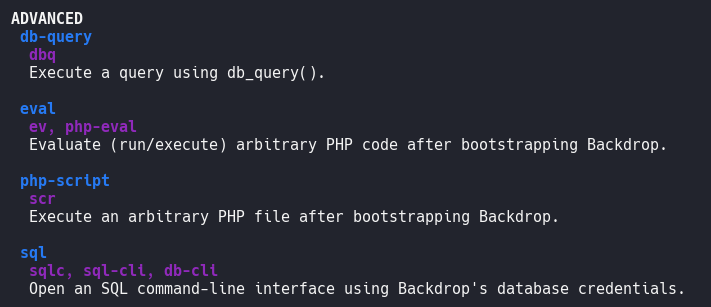 ADVANCED
db-query
dbq
Execute a query using db_query().
eval
ev, php-eval
Evaluate (run/execute) arbitrary PHP code after bootstrapping Backdrop.
php-script
scr
Execute an arbitrary PHP file after bootstrapping Backdrop.
sql
sqlc, sql-cli, db-cli
Open an SQL command-line interface using Backdrop's database credentials.